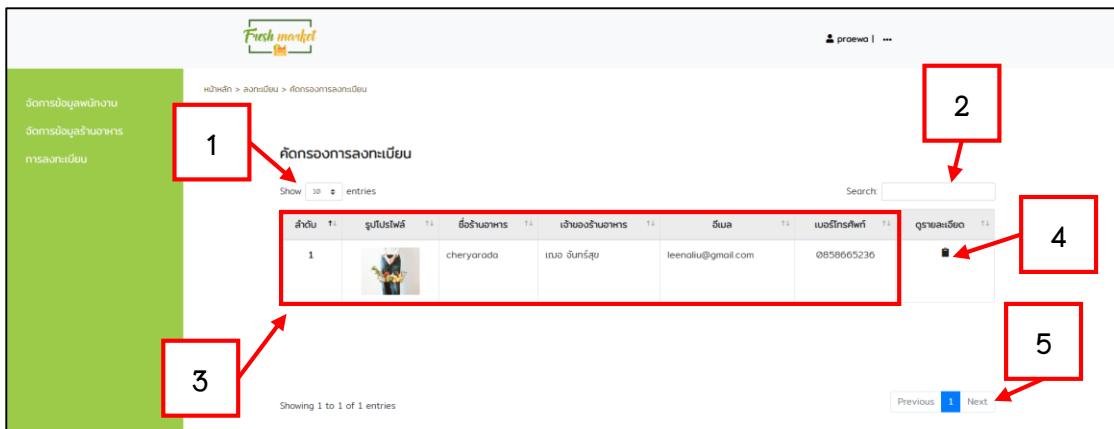 Fresh market
praewa | ...
จัดการข้อมูลพนักงาน
จัดการข้อมูลร้านอาหาร
การลงทะเบียน
หน้าหลัก > ลงทะเบียน > คัดกรองการลงทะเบียน
1
2
คัดกรองการลงทะเบียน
Show 10 entries
Search:
ลำดับ รูปโปรไฟล์ ชื่อร้านอาหาร เจ้าของร้านอาหาร อีเมล เบอร์โทรศัพท์ ดูรายละเอียด
1 cheryarada เฌอ จันทร์สุข leenaliu@gmail.com 0858665236
4
3
5
Showing 1 to 1 of 1 entries
Previous 1 Next